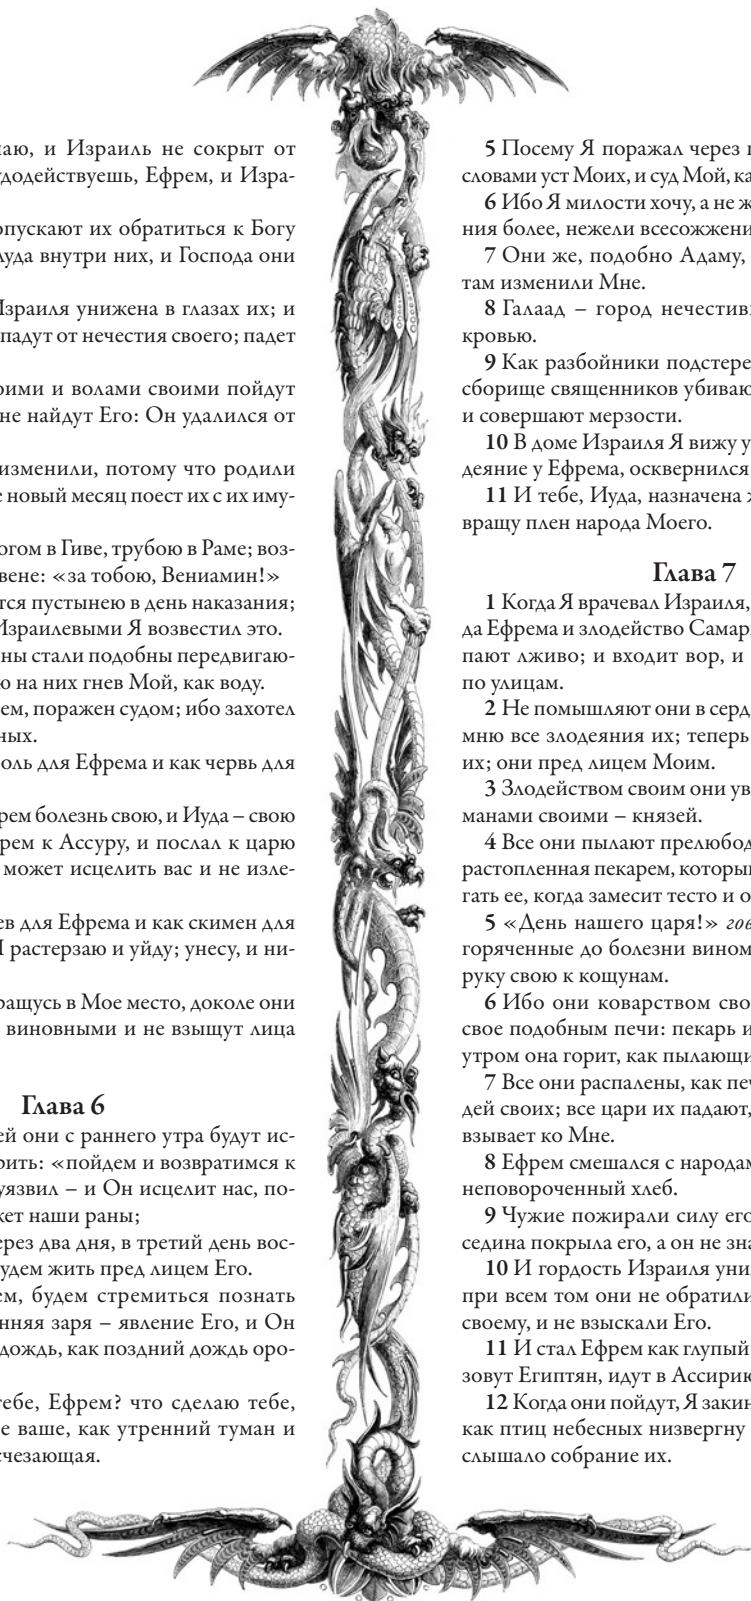 наю, и Израиль не сокрыт от
удодействуешь, Ефрем, и Изра-
опускают их обратиться к Богу
луда внутри них, и Господа они
Израиля унижена в глазах их; и
падут от нечестия своего; падет
ими и волами своими пойдут
не найдут Его: Он удалился от
изменили, потому что родили
е новый месяц поест их с их иму-
огом в Гиве, трубою в Раме; воз-
вене: «за тобою, Вениамин!»
тся пустынею в день наказания;
Израилевыми Я возвестил это.
ны стали подобны передвигаю-
ю на них гнев Мой, как воду.
ем, поражен судом; ибо захотел
ных.
оль для Ефрема и как червь для
рем болезнь свою, и Иуда – свою
рем к Ассуру, и послал к царю
может исцелить вас и не изле-
ев для Ефрема и как скимен для
Я растерзаю и уйду; унесу, и ни-
ращусь в Мое место, доколе они
виновными и не взыщут лица
Глава 6
ей они с раннего утра будут ис-
рить: «пойдем и возвратимся к
уязвил – и Он исцелит нас, по-
жет наши раны;
ерез два дня, в третий день вос-
удем жить пред лицем Его.
ем, будем стремиться познать
нняя заря – явление Его, и Он
дождь, как поздний дождь оро-
тебе, Ефрем? что сделаю тебе,
е ваше, как утренний туман и
счезающая.
5 Посему Я поражал через
словами уст Моих, и суд Мой, ка
6 Ибо Я милости хочу, а не ж
ния более, нежели всесожжени
7 Они же, подобно Адаму,
там изменили Мне.
8 Галаад – город нечестив
кровью.
9 Как разбойники подстере
сборище священников убиваю
и совершают мерзости.
10 В доме Израиля Я вижу у
деяние у Ефрема, осквернился
11 И тебе, Иуда, назначена ж
вращу плен народа Моего.
Глава 7
1 Когда Я врачевал Израиля,
да Ефрема и злодейство Самар
пают лживо; и входит вор, и
по улицам.
2 Не помышляют они в серд
мню все злодеяния их; теперь
их; они пред лицем Моим.
3 Злодейством своим они ув
манами своими – князей.
4 Все они пылают прелюбод
растопленная пекарем, которы
гать ее, когда замесит тесто и о
5 «День нашего царя!» гов
горяченные до болезни вином
руку свою к кощунам.
6 Ибо они коварством сво
свое подобным печи: пекарь и
утром она горит, как пылающи
7 Все они распалены, как печ
дей своих; все цари их падают,
взывает ко Мне.
8 Ефрем смешался с народам
неповороченный хлеб.
9 Чужие пожирали силу его
седина покрыла его, а он не зна
10 И гордость Израиля уни
при всем том они не обратили
своему, и не взыскали Его.
11 И стал Ефрем как глупый
зовут Египтян, идут в Ассирию
12 Когда они пойдут, Я закин
как птиц небесных низвергну
слышало собрание их.